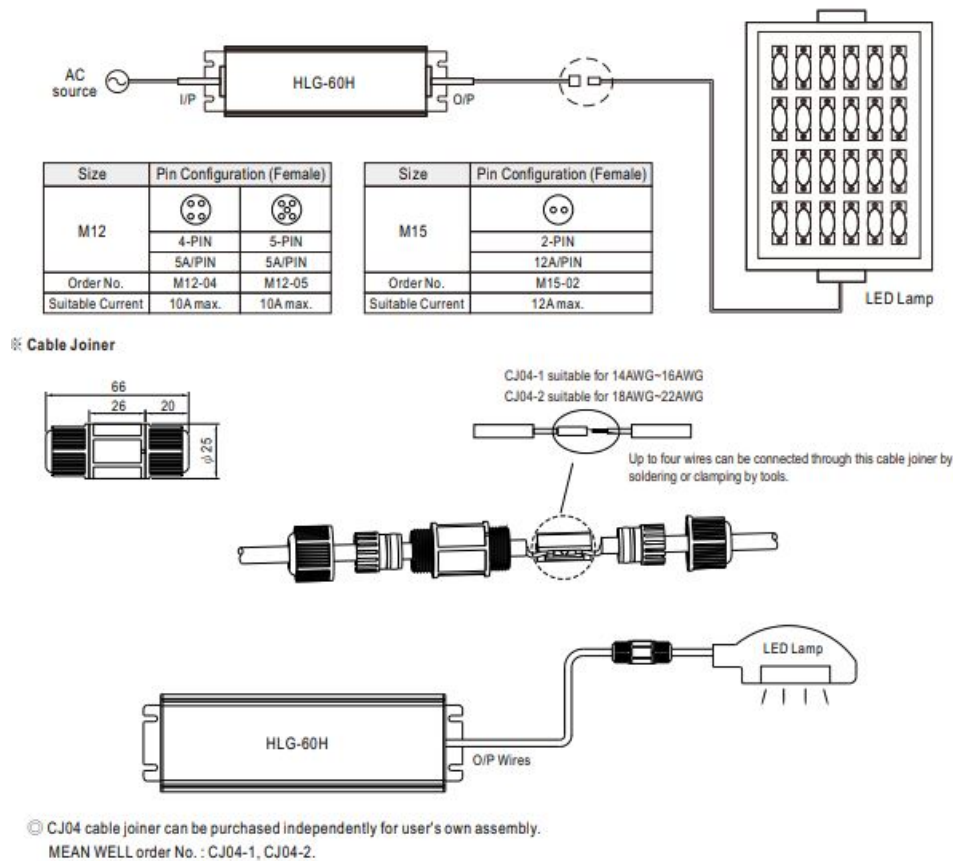 AC
source
I/P
HLG-60H
O/P
LED Lamp
Size Pin Configuration (Female)
M12
4-PIN 5-PIN
5A/PIN 5A/PIN
Order No. M12-04 M12-05
Suitable Current 10A max. 10A max.
Size Pin Configuration (Female)
M15
2-PIN
12A/PIN
Order No. M15-02
Suitable Current 12A max.
※ Cable Joiner
66
26 20
φ25
CJ04-1 suitable for 14AWG~16AWG
CJ04-2 suitable for 18AWG~22AWG
Up to four wires can be connected through this cable joiner by
soldering or clamping by tools.
LED Lamp
HLG-60H
O/P Wires
◎ CJ04 cable joiner can be purchased independently for user's own assembly.
MEAN WELL order No. : CJ04-1, CJ04-2.